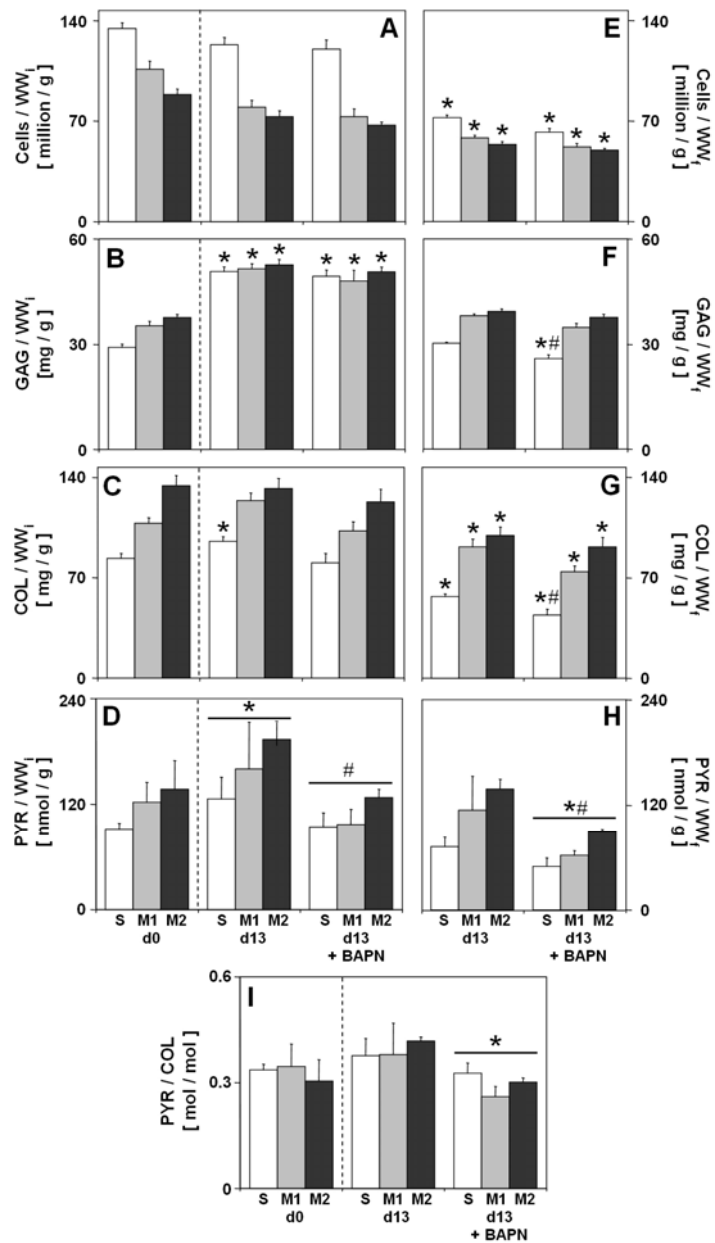 A
Cells / WWi
[ million / g ]
140
70
0
E
* * *
* * *
140
70
0
Cells / WWf
[ million / g ]
B
GAG / WWi
[mg / g]
60
30
0
* * *
* * *
F
*#
60
30
0
GAG / WWf
[mg / g]
C
COL / WWi
[ mg / g ]
140
70
0
*
G
* * *
*# * *
140
70
0
COL / WWf
[ mg / g ]
D
PYR / WWi
[ nmol / g ]
240
120
0
*
#
S M1 M2 S M1 M2 S M1 M2
d0 d13 d13
+ BAPN
H
*#
240
120
0
PYR / WWf
[ nmol / g ]
S M1 M2 S M1 M2
d13 d13
+ BAPN
I
PYR / COL
[ mol / mol ]
0.6
0.3
0
*
S M1 M2 S M1 M2 S M1 M2
d0 d13 d13
+ BAPN